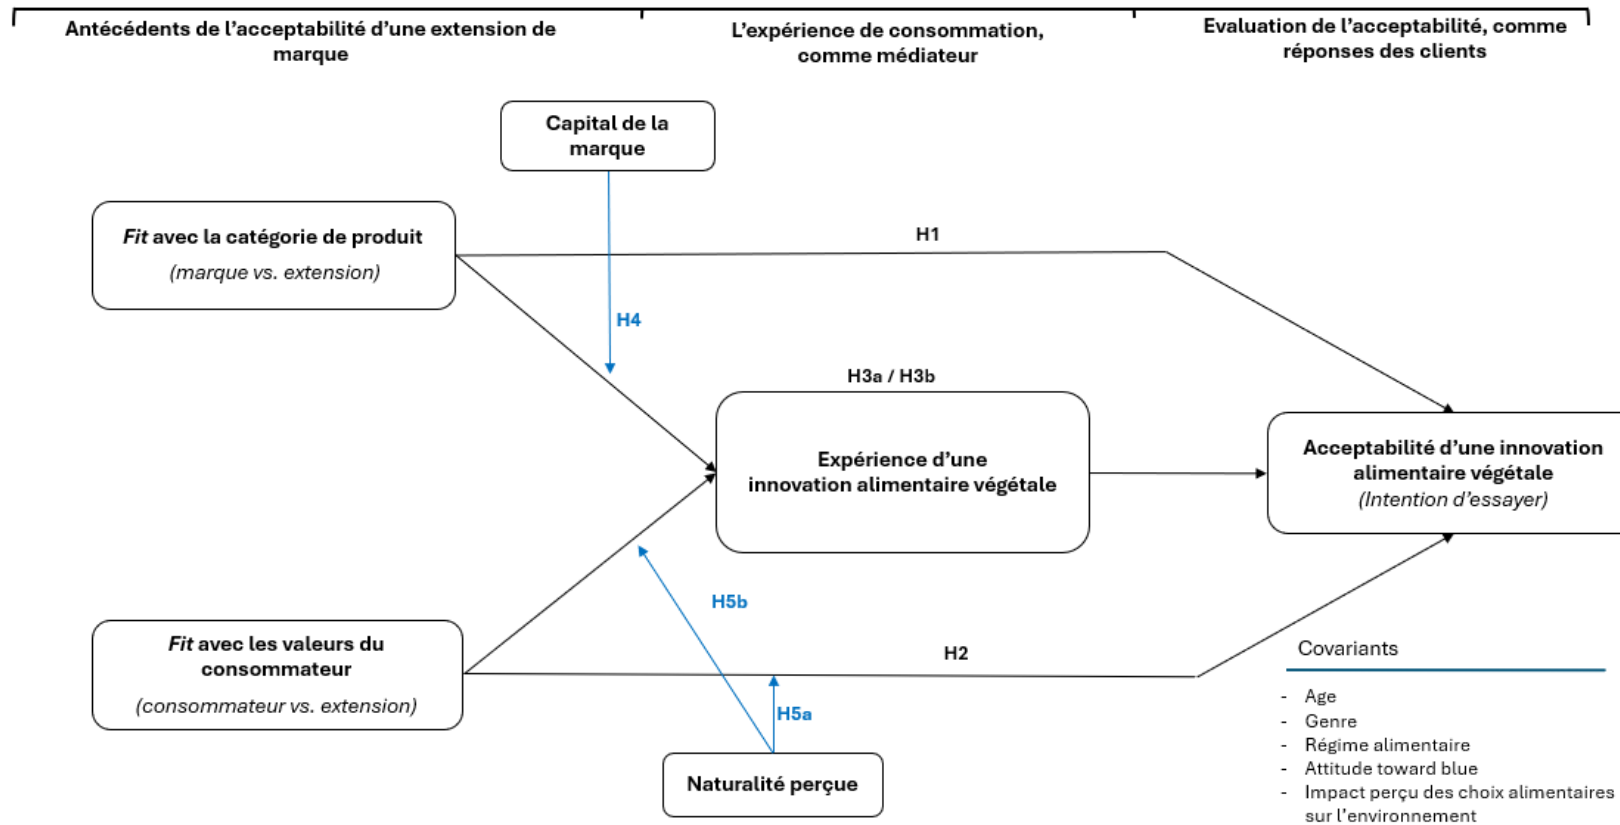 Antécédents de l'acceptabilité d'une extension de
marque
L'expérience de consommation,
comme médiateur
Evaluation de l'acceptabilité, comme
réponses des clients
Capital de la
marque
Fit avec la catégorie de produit
(marque vs. extension)
H1
H4
H3a / H3b
Expérience d'une
innovation alimentaire végétale
Acceptabilité d'une innovation
alimentaire végétale
(Intention d'essayer)
H5b
Fit avec les valeurs du
consommateur
(consommateur vs. extension)
H2
H5a
Naturalité perçue
Covariants
- Age
- Genre
- Régime alimentaire
- Attitude toward blue
- Impact perçu des choix alimentaires
sur l'environnement